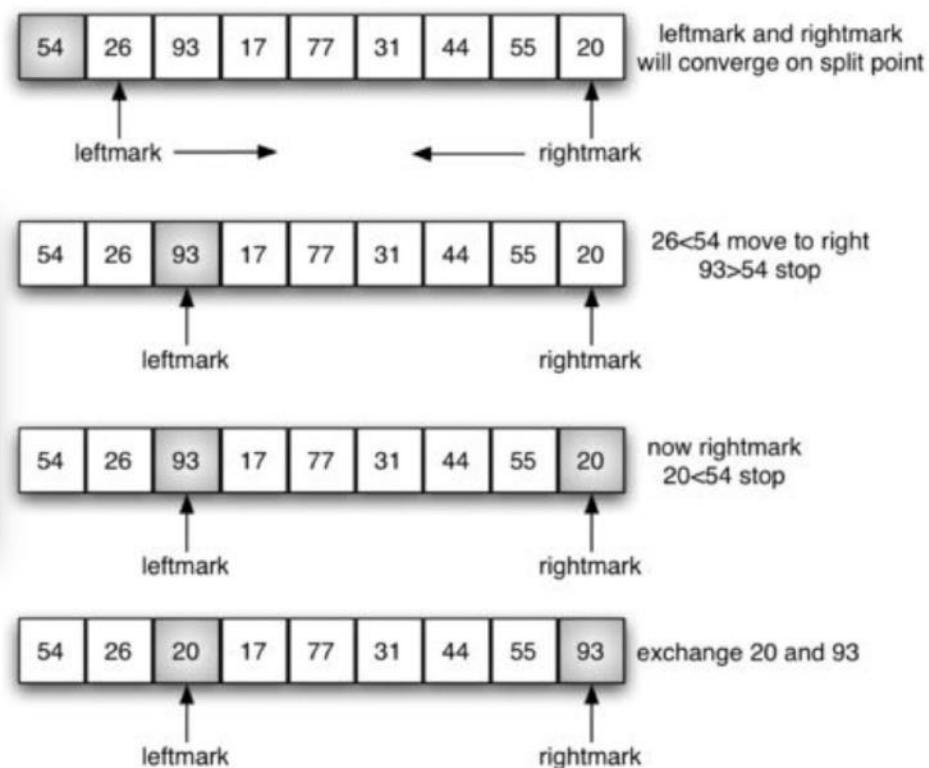 54 26 93 17 77 31 44 55 20
leftmark and rightmark
will converge on split point
leftmark rightmark
54 26 93 17 77 31 44 55 20
26<54 move to right
93>54 stop
leftmark rightmark
54 26 93 17 77 31 44 55 20
now rightmark
20<54 stop
leftmark rightmark
54 26 20 17 77 31 44 55 93
exchange 20 and 93
leftmark rightmark